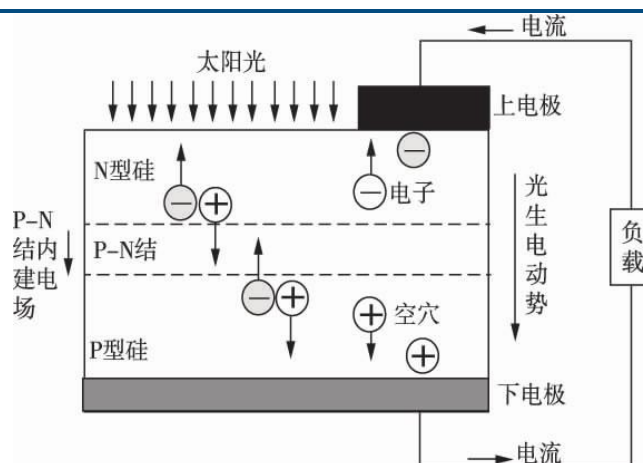 电流
太阳光
上电极
N型硅
电子
P-N
结内
建电
场
P-N结
光生电动势
负载
空穴
P型硅
下电极
电流